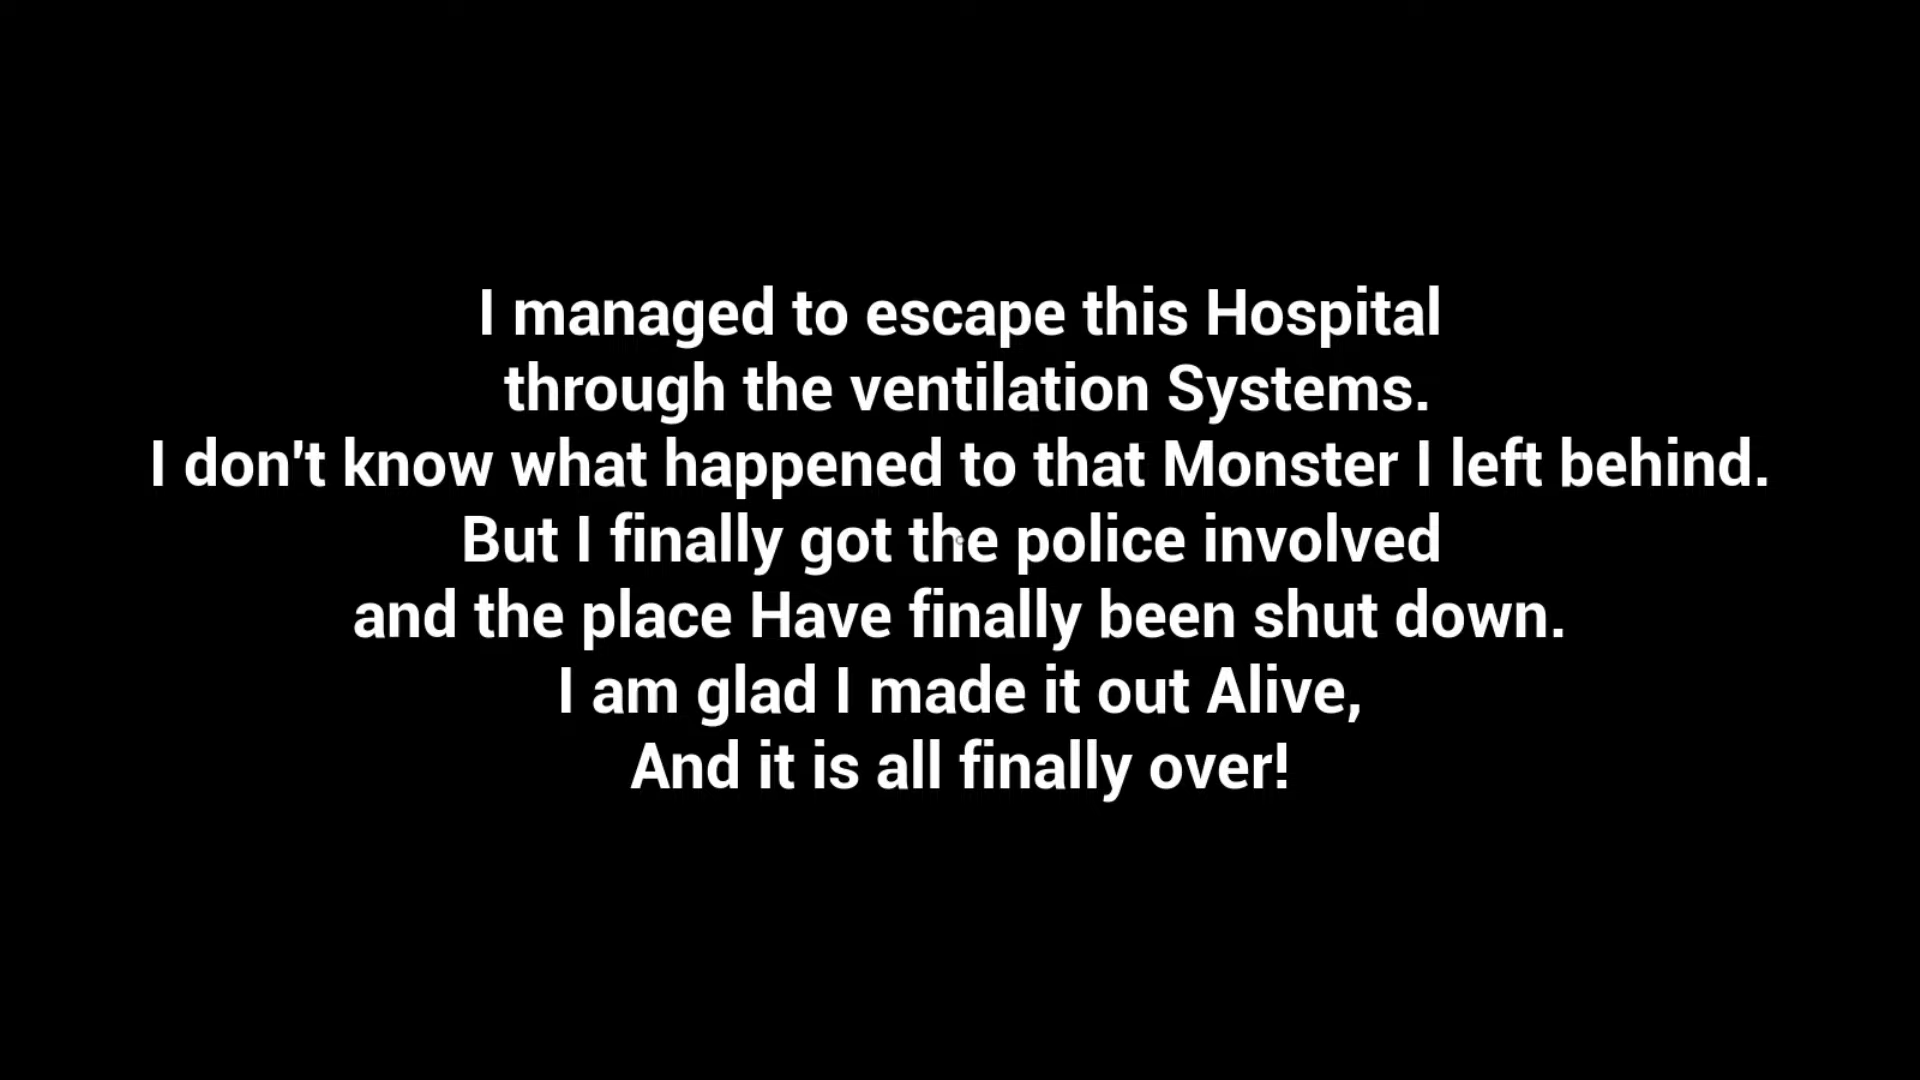 I managed to escape this Hospital
through the ventilation Systems.
I don't know what happened to that Monster I left behind.
But I finally got the police involved
and the place Have finally been shut down.
I am glad I made it out Alive,
And it is all finally over!